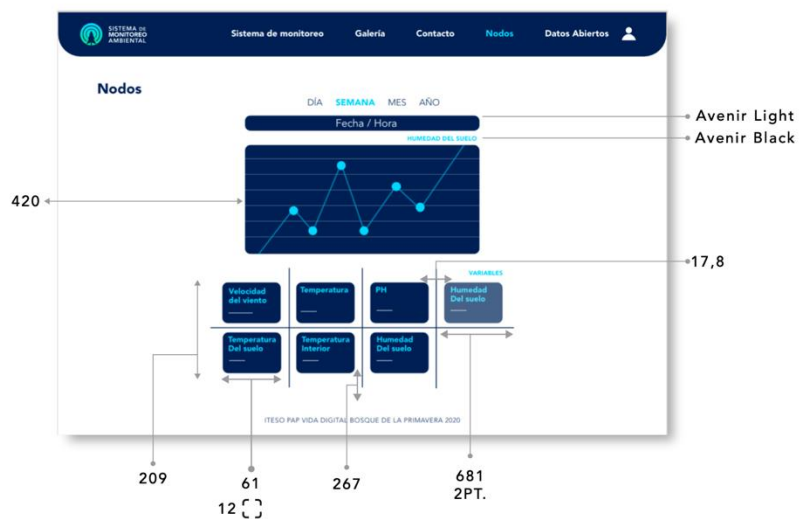 SISTEMA DE
MONITOREO
AMBIENTAL
Sistema de monitoreo Galería Contacto Nodos Datos Abiertos
Nodos
DÍA SEMANA MES AÑO
Fecha / Hora
Avenir Light
HUMEDAD DEL SUELO
Avenir Black
420
17,8
VARIABLES
Velocidad
del viento
Temperatura
PH
Humedad
Del suelo
Temperatura
Del suelo
Temperatura
Interior
Humedad
Del suelo
ITESO PAP VIDA DIGITAL BOSQUE DE LA PRIMAVERA 2020
209
61
12
267
681
2PT.